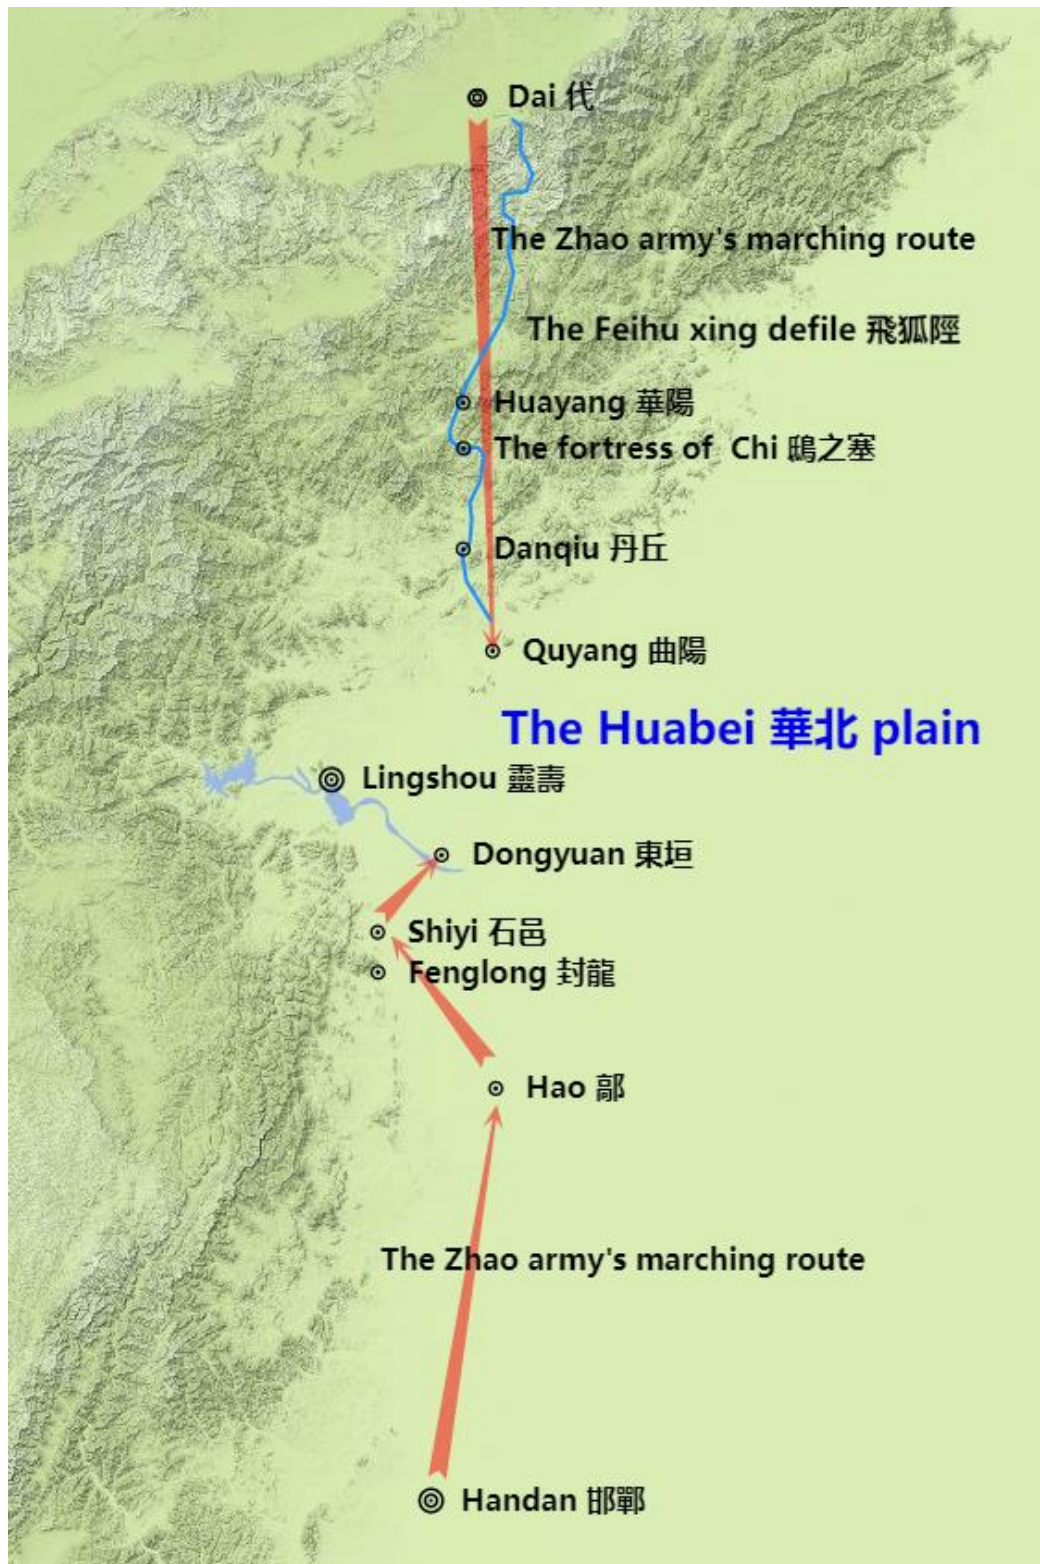 Dai 代
The Zhao army's marching route
The Feihu xing defile 飛狐陘
Huayang 華陽
The fortress of Chi 鴟之塞
Danqiu 丹丘
Quyang 曲陽
The Huabei 華北 plain
Lingshou 靈壽
Dongyuan 東垣
Shiyi 石邑
Fenglong 封龍
Hao 鄗
The Zhao army's marching route
Handan 邯鄲